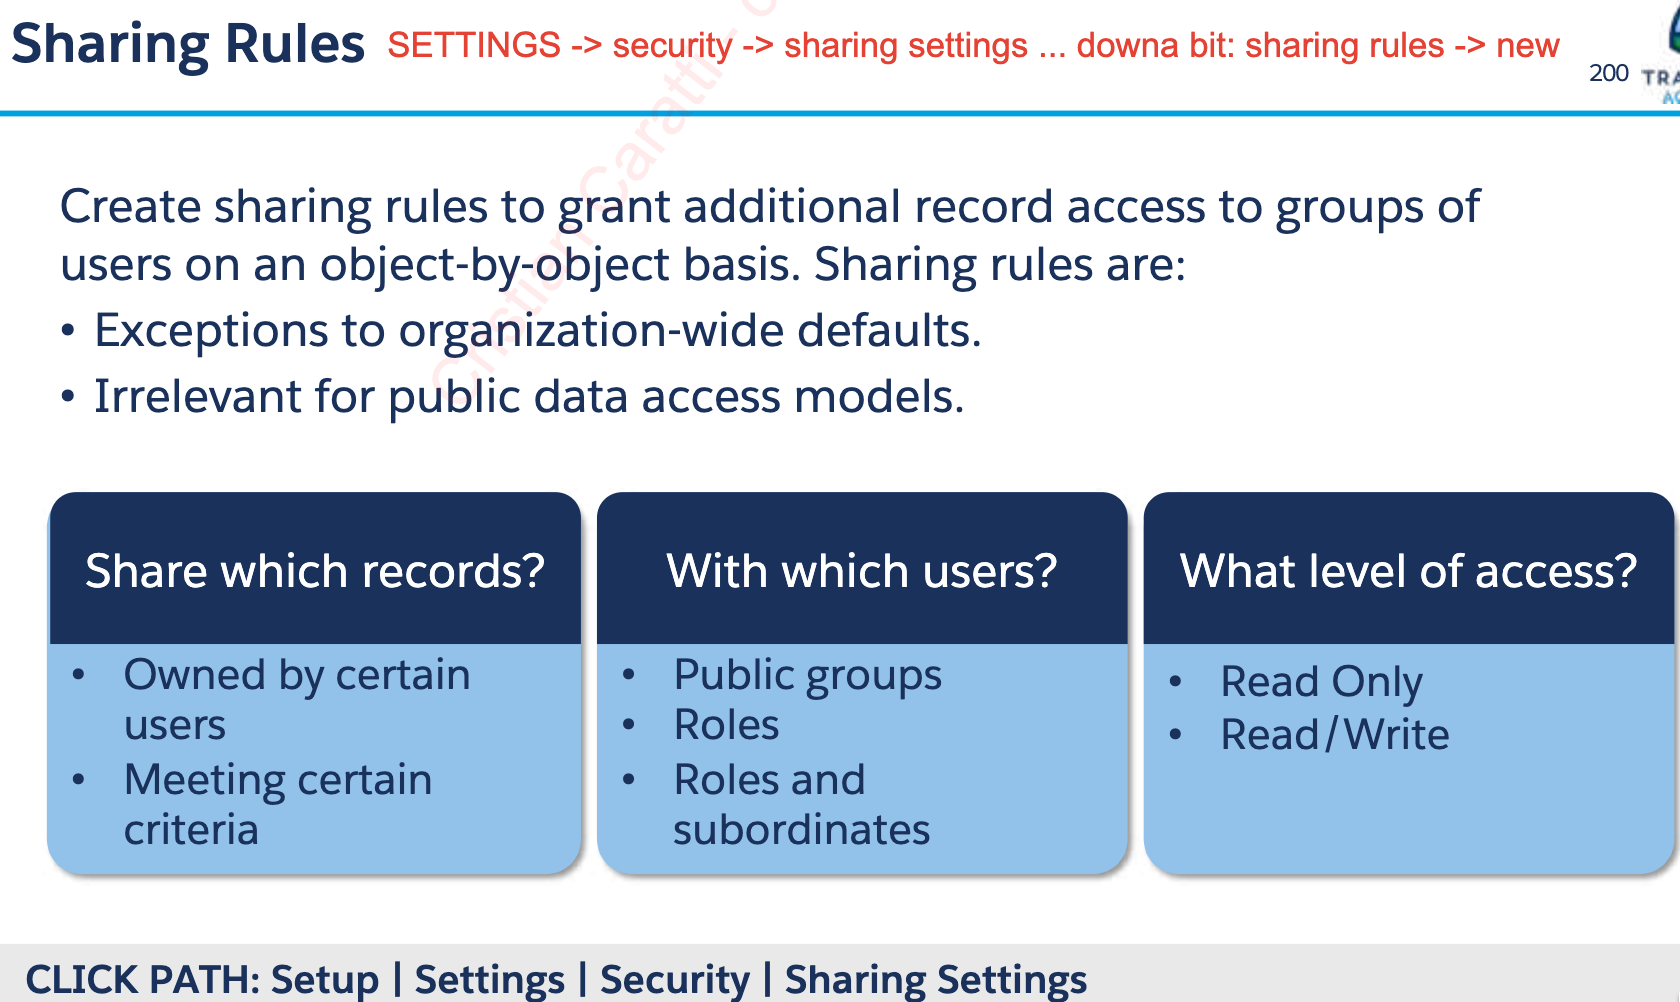 Sharing Rules SETTINGS -> security -> sharing settings ... downa bit: sharing rules -> new
200
Create sharing rules to grant additional record access to groups of
users on an object-by-object basis. Sharing rules are:
• Exceptions to organization-wide defaults.
• Irrelevant for public data access models.
Share which records?
• Owned by certain
users
• Meeting certain
criteria
With which users?
• Public groups
• Roles
• Roles and
subordinates
What level of access?
• Read Only
• Read/Write
CLICK PATH: Setup | Settings | Security | Sharing Settings
Cristian Caratti